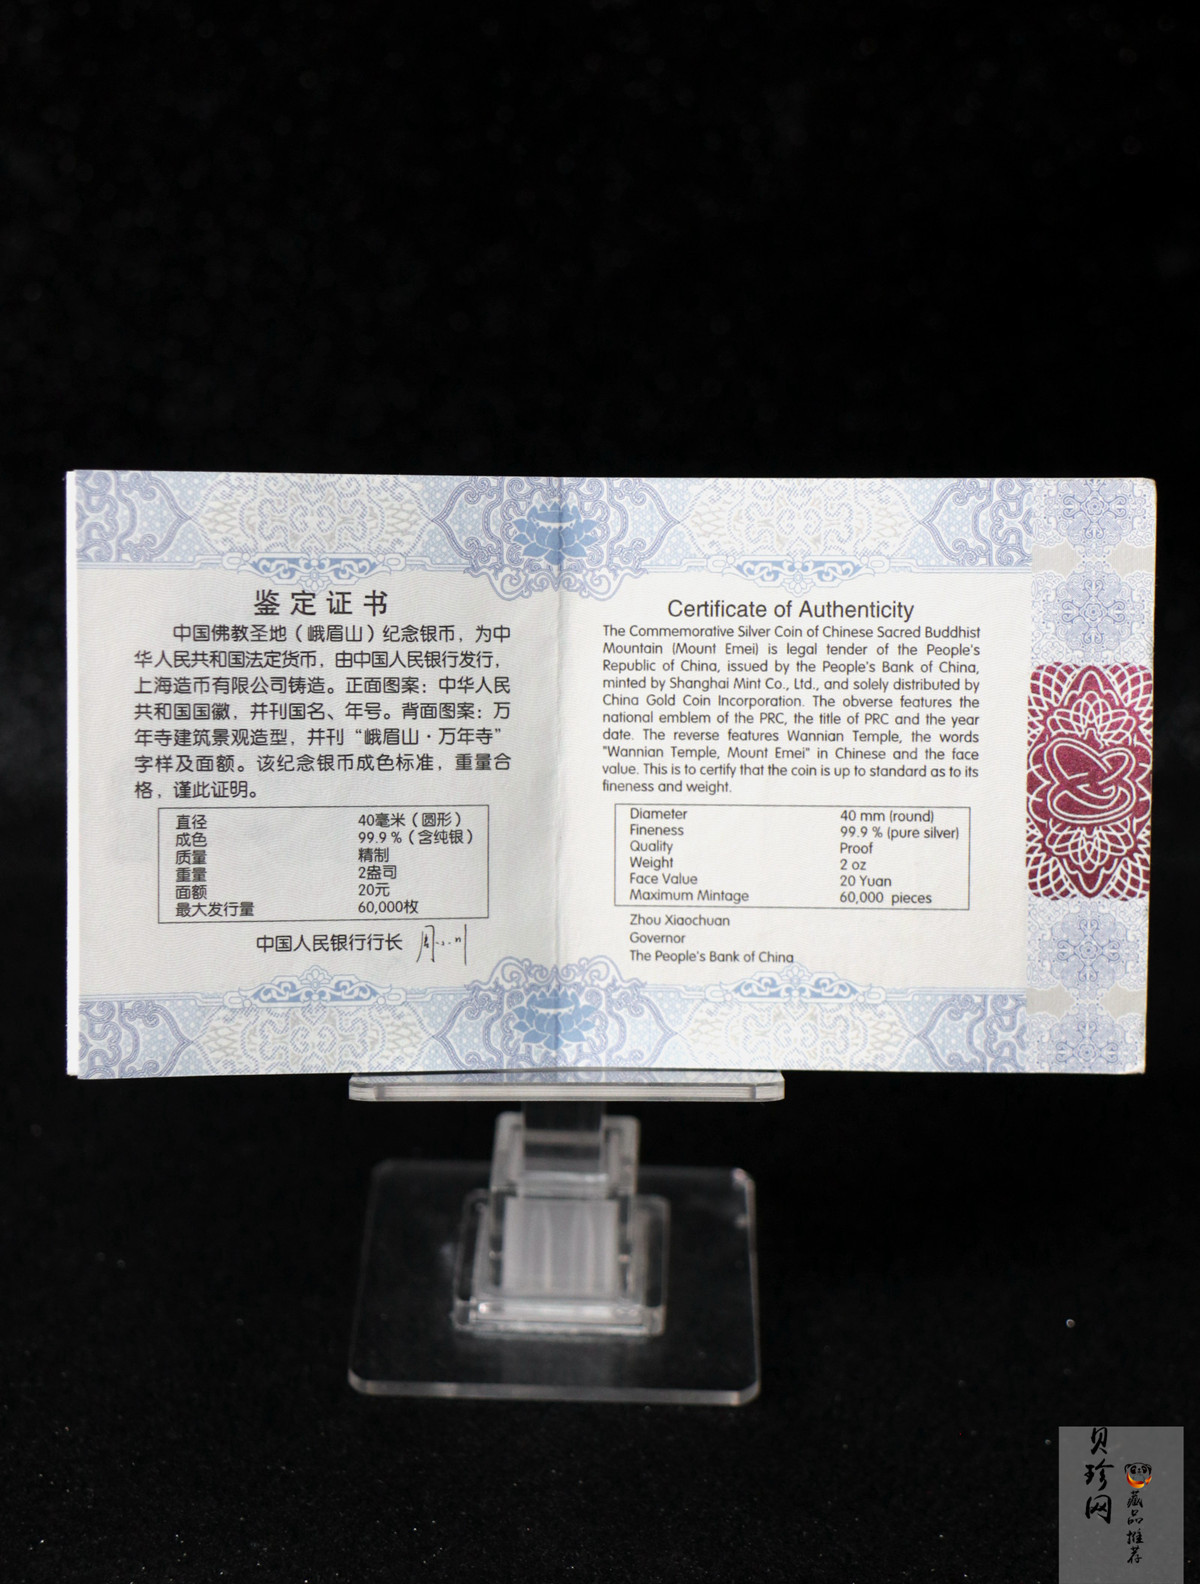 鉴定证书
中国佛教圣地（峨眉山）纪念银币，为中
华人民共和国法定货币，由中国人民银行发行，
上海造币有限公司铸造。正面图案：中华人民
共和国国徽，并刊国名、年号。背面图案：万
年寺建筑景观造型，并刊“峨眉山·万年寺”
字样及面额。该纪念银币成色标准，重量合
格，谨此证明。
直径 40毫米（圆形）
成色 99.9％（含纯银）
质量 精制
重量 2盎司
面额 20元
最大发行量 60,000枚
中国人民银行行长
Certificate of Authenticity
The Commemorative Silver Coin of Chinese Sacred Buddhist
Mountain (Mount Emei) is legal tender of the People's
Republic of China, issued by the People's Bank of China,
minted by Shanghai Mint Co., Ltd., and solely distributed by
China Gold Coin Incorporation. The obverse features the
national emblem of the PRC, the title of PRC and the year
date. The reverse features Wannian Temple, the words
"Wannian Temple, Mount Emei" in Chinese and the face
value. This is to certify that the coin is up to standard as to its
fineness and weight.
Diameter 40 mm (round)
Fineness 99.9 % (pure silver)
Quality Proof
Weight 2 oz
Face Value 20 Yuan
Maximum Mintage 60,000 pieces
Zhou Xiaochuan
Governor
The People's Bank of China
贝珍网
藏品推荐